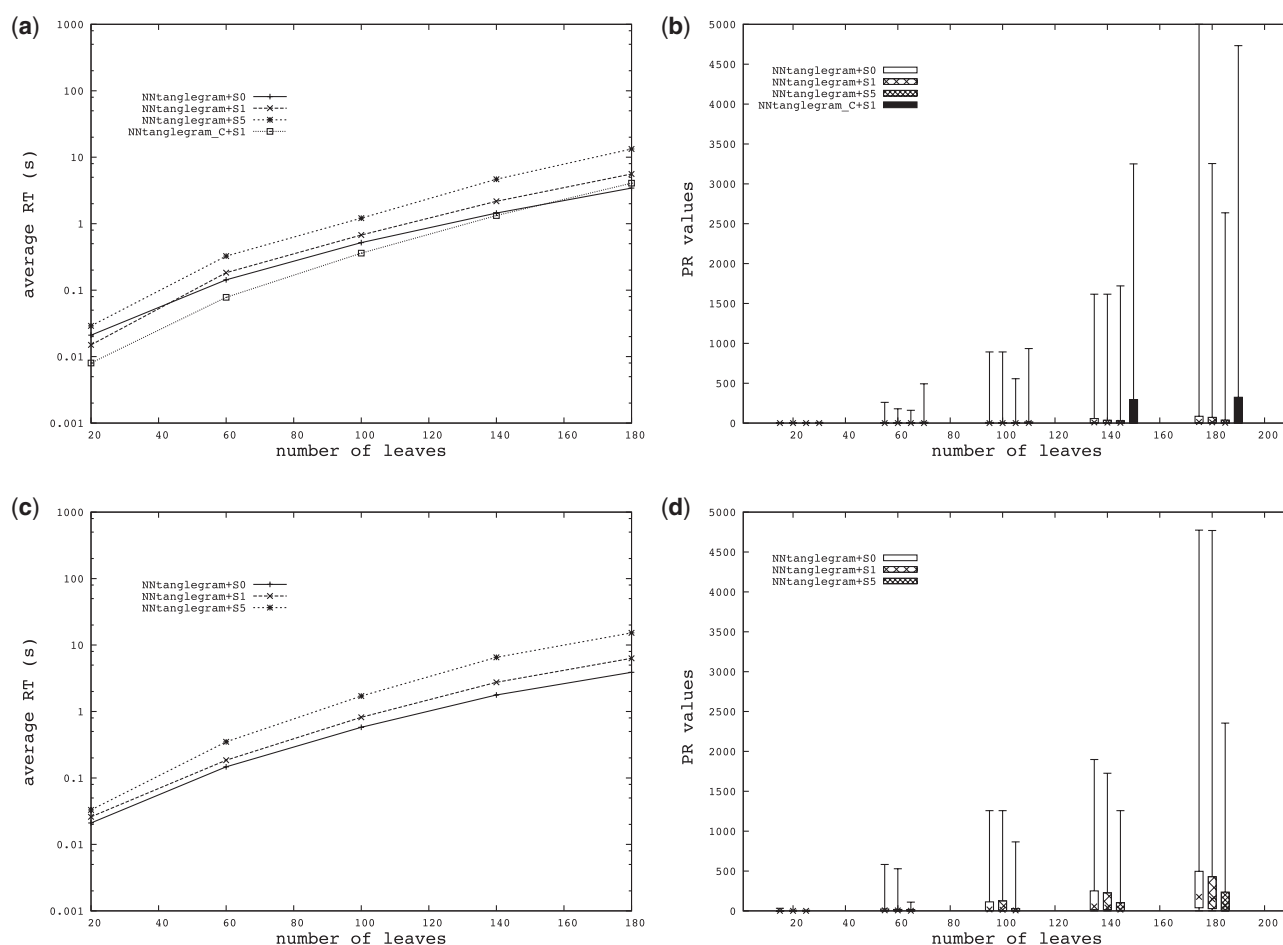 (a)
1000
100
10
1
0.1
0.01
0.001
average RT (s)
NNtanglegram+S0
NNtanglegram+S1
NNtanglegram+S5
NNtanglegram_C+S1
20 40 60 80 100 120 140 160 180
number of leaves
(b)
5000
4500
4000
3500
3000
2500
2000
1500
1000
500
0
PR values
NNtanglegram+S0
NNtanglegram+S1
NNtanglegram+S5
NNtanglegram_C+S1
20 40 60 80 100 120 140 160 180 200
number of leaves
(c)
1000
100
10
1
0.1
0.01
0.001
average RT (s)
NNtanglegram+S0
NNtanglegram+S1
NNtanglegram+S5
20 40 60 80 100 120 140 160 180
number of leaves
(d)
5000
4500
4000
3500
3000
2500
2000
1500
1000
500
0
PR values
NNtanglegram+S0
NNtanglegram+S1
NNtanglegram+S5
20 40 60 80 100 120 140 160 180 200
number of leaves